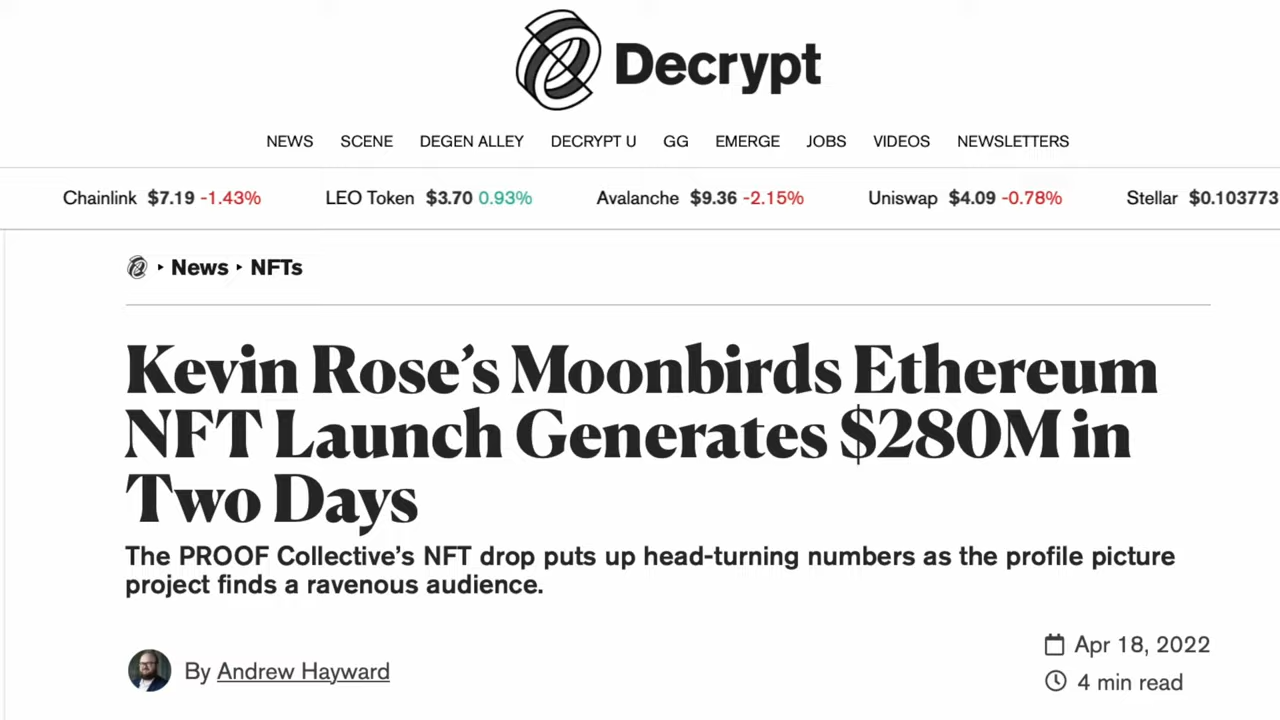 Decrypt
NEWS SCENE DEGEN ALLEY DECRYPT U GG EMERGE JOBS VIDEOS NEWSLETTERS
Chainlink $7.19 -1.43% LEO Token $3.70 0.93% Avalanche $9.36 -2.15% Uniswap $4.09 -0.78% Stellar $0.103773
News NFTs
Kevin Rose’s Moonbirds Ethereum
NFT Launch Generates $280M in
Two Days
The PROOF Collective’s NFT drop puts up head-turning numbers as the profile picture
project finds a ravenous audience.
By Andrew Hayward
Apr 18, 2022
4 min read